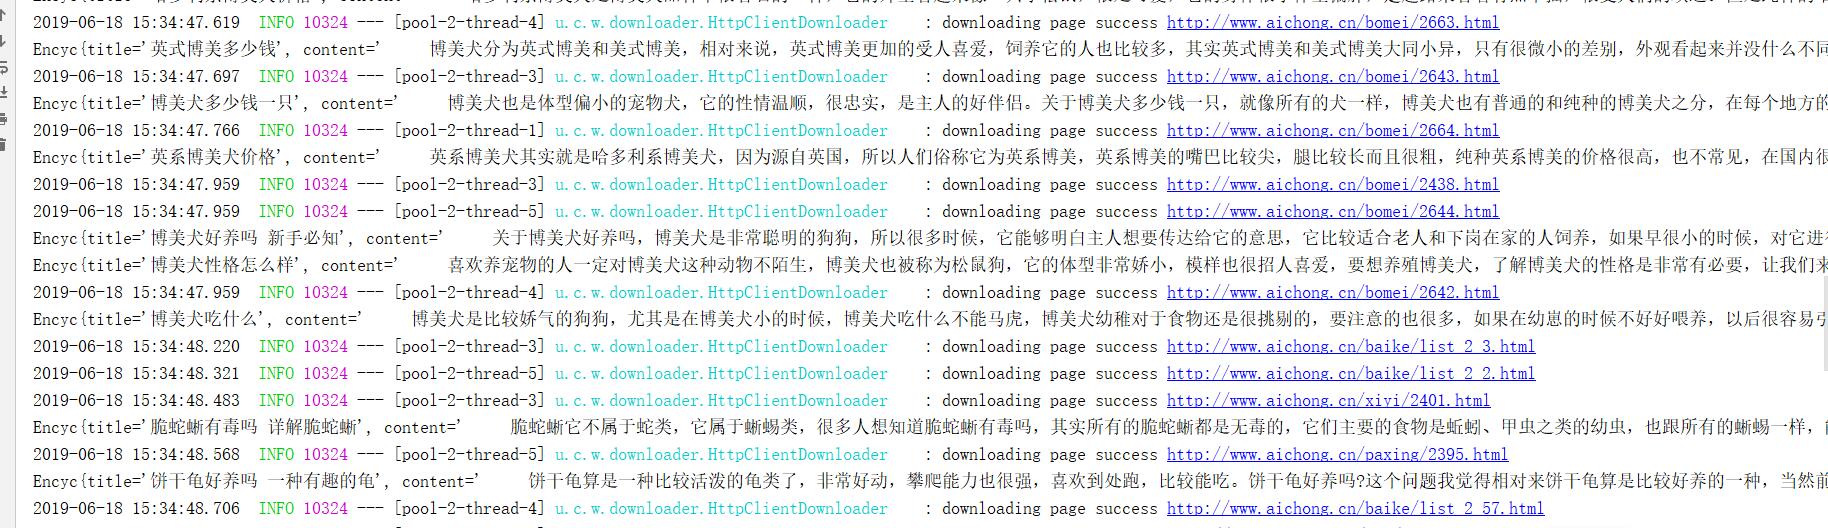 2019-06-18 15:34:47.619  INFO 10324 --- [pool-2-thread-4] u.c.w.downloader.HttpClientDownloader    : downloading page success http://www.aichong.cn/bomei/2663.html
Encyc{title='英式博美多少钱', content='     博美犬分为英式博美和美式博美，相对来说，英式博美更加的受人喜爱，饲养它的人也比较多，其实英式博美和美式博美大同小异，只有很微小的差别，外观看起来并没什么不同
2019-06-18 15:34:47.697  INFO 10324 --- [pool-2-thread-3] u.c.w.downloader.HttpClientDownloader    : downloading page success http://www.aichong.cn/bomei/2643.html
Encyc{title='博美犬多少钱一只', content='     博美犬也是体型偏小的宠物犬，它的性情温顺，很忠实，是主人的好伴侣。关于博美犬多少钱一只，就像所有的犬一样，博美犬也有普通的和纯种的博美犬之分，在每个地方的
2019-06-18 15:34:47.766  INFO 10324 --- [pool-2-thread-1] u.c.w.downloader.HttpClientDownloader    : downloading page success http://www.aichong.cn/bomei/2664.html
Encyc{title='英系博美犬价格', content='     英系博美犬其实就是哈多利系博美犬，因为源自英国，所以人们俗称它为英系博美，英系博美的嘴巴比较尖，腿比较长而且很粗，纯种英系博美的价格很高，也不常见，在国内很
2019-06-18 15:34:47.959  INFO 10324 --- [pool-2-thread-3] u.c.w.downloader.HttpClientDownloader    : downloading page success http://www.aichong.cn/bomei/2438.html
2019-06-18 15:34:47.959  INFO 10324 --- [pool-2-thread-5] u.c.w.downloader.HttpClientDownloader    : downloading page success http://www.aichong.cn/bomei/2644.html
Encyc{title='博美犬好养吗 新手必知', content='     关于博美犬好养吗，博美犬是非常聪明的狗狗，所以很多时候，它能够明白主人想要传达给它的意思，它比较适合老人和下岗在家的人饲养，如果早很小的时候，对它进行
Encyc{title='博美犬性格怎么样', content='     喜欢养宠物的人一定对博美犬这种动物不陌生，博美犬也被称为松鼠狗，它的体型非常娇小，模样也很招人喜爱，要想养殖博美犬，了解博美犬的性格是非常有必要，让我们来
2019-06-18 15:34:47.959  INFO 10324 --- [pool-2-thread-4] u.c.w.downloader.HttpClientDownloader    : downloading page success http://www.aichong.cn/bomei/2642.html
Encyc{title='博美犬吃什么', content='     博美犬是比较娇气的狗狗，尤其是在博美犬小的时候，博美犬吃什么不能马虎，博美犬幼稚对于食物还是很挑剔的，要注意的也很多，如果在幼崽的时候不好好喂养，以后很容易引
2019-06-18 15:34:48.220  INFO 10324 --- [pool-2-thread-3] u.c.w.downloader.HttpClientDownloader    : downloading page success http://www.aichong.cn/baike/list_2_3.html
2019-06-18 15:34:48.321  INFO 10324 --- [pool-2-thread-5] u.c.w.downloader.HttpClientDownloader    : downloading page success http://www.aichong.cn/baike/list_2_2.html
2019-06-18 15:34:48.483  INFO 10324 --- [pool-2-thread-3] u.c.w.downloader.HttpClientDownloader    : downloading page success http://www.aichong.cn/xiyi/2401.html
Encyc{title='脆蛇蜥有毒吗 详解脆蛇蜥', content='     脆蛇蜥它不属于蛇类，它属于蜥蜴类，很多人想知道脆蛇蜥有毒吗，其实所有的脆蛇蜥都是无毒的，它们主要的食物是蚯蚓、甲虫之类的幼虫，也跟所有的蜥蜴一样，
2019-06-18 15:34:48.568  INFO 10324 --- [pool-2-thread-5] u.c.w.downloader.HttpClientDownloader    : downloading page success http://www.aichong.cn/paxing/2395.html
Encyc{title='饼干龟好养吗 一种有趣的龟', content='     饼干龟算是一种比较活泼的龟类了，非常好动，攀爬能力也很强，喜欢到处跑，比较能吃。饼干龟好养吗?这个问题我觉得相对来饼干龟算是比较好养的一种，当然前
2019-06-18 15:34:48.706  INFO 10324 --- [pool-2-thread-4] u.c.w.downloader.HttpClientDownloader    : downloading page success http://www.aichong.cn/baike/list_2_57.html